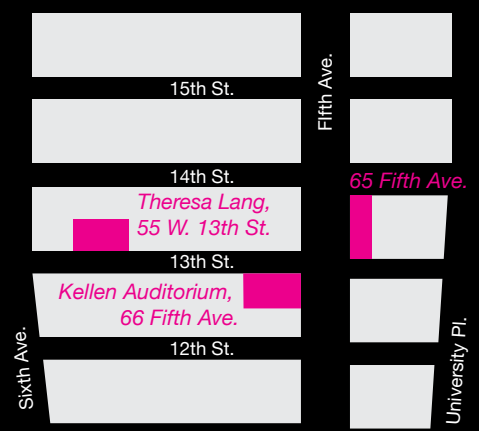 FIfth Ave.
15th St.
14th St.
65 Fifth Ave.
Theresa Lang,
55 W. 13th St.
13th St.
Kellen Auditorium,
66 Fifth Ave.
12th St.
Sixth Ave.
University Pl.